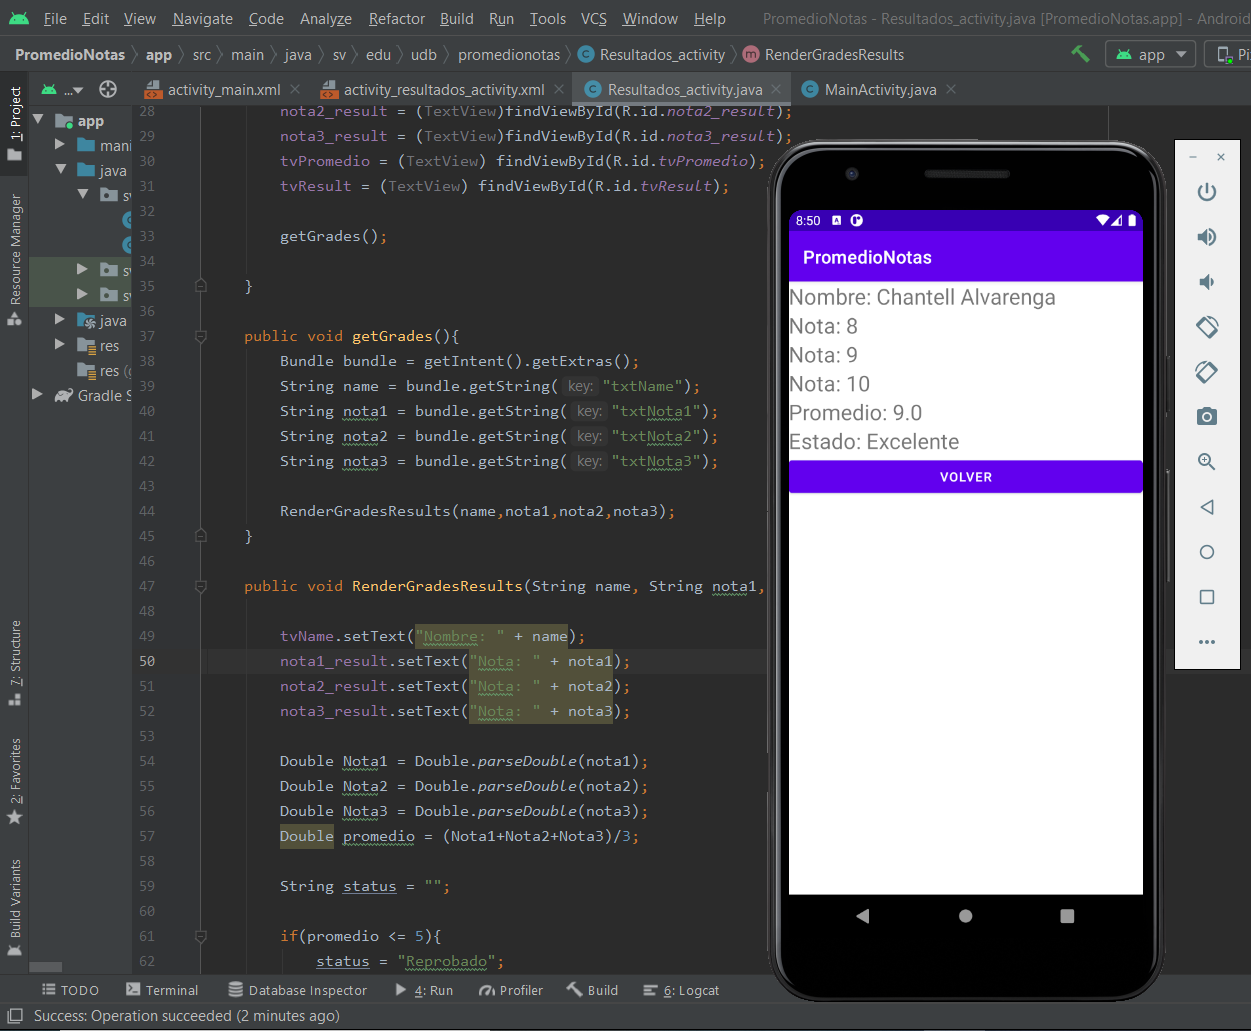 File Edit View Navigate Code Analyze Refactor Build Run Tools VCS Window Help PromedioNotas - Resultados_activity.java [PromedioNotas.app] - Android
PromedioNotas app src main java sv edu udb promedionotas Resultados_activity RenderGradesResults app Pi
... activity_main.xml activity_resultados_activity.xml Resultados_activity.java MainActivity.java
1: Project
Resource Manager
7: Structure
2: Favorites
Build Variants
app
mani
java
s
s
s
java
res
res (g
Gradle S
28 nota2_result = (TextView)findViewById(R.id.nota2_result);
29 nota3_result = (TextView)findViewById(R.id.nota3_result);
30 tvPromedio = (TextView) findViewById(R.id.tvPromedio);
31 tvResult = (TextView) findViewById(R.id.tvResult);
32
33 getGrades();
34
35 }
36
37 public void getGrades(){
38 Bundle bundle = getIntent().getExtras();
39 String name = bundle.getString( key: "txtName");
40 String nota1 = bundle.getString( key: "txtNota1");
41 String nota2 = bundle.getString( key: "txtNota2");
42 String nota3 = bundle.getString( key: "txtNota3");
43
44 RenderGradesResults(name,nota1,nota2,nota3);
45 }
46
47 public void RenderGradesResults(String name, String nota1,
48
49 tvName.setText("Nombre: " + name);
50 nota1_result.setText("Nota: " + nota1);
51 nota2_result.setText("Nota: " + nota2);
52 nota3_result.setText("Nota: " + nota3);
53
54 Double Nota1 = Double.parseDouble(nota1);
55 Double Nota2 = Double.parseDouble(nota2);
56 Double Nota3 = Double.parseDouble(nota3);
57 Double promedio = (Nota1+Nota2+Nota3)/3;
58
59 String status = "";
60
61 if(promedio <= 5){
62 status = "Reprobado";
8:50 A
PromedioNotas
Nombre: Chantell Alvarenga
Nota: 8
Nota: 9
Nota: 10
Promedio: 9.0
Estado: Excelente
VOLVER
TODO Terminal Database Inspector 4: Run Profiler Build 6: Logcat
Success: Operation succeeded (2 minutes ago)